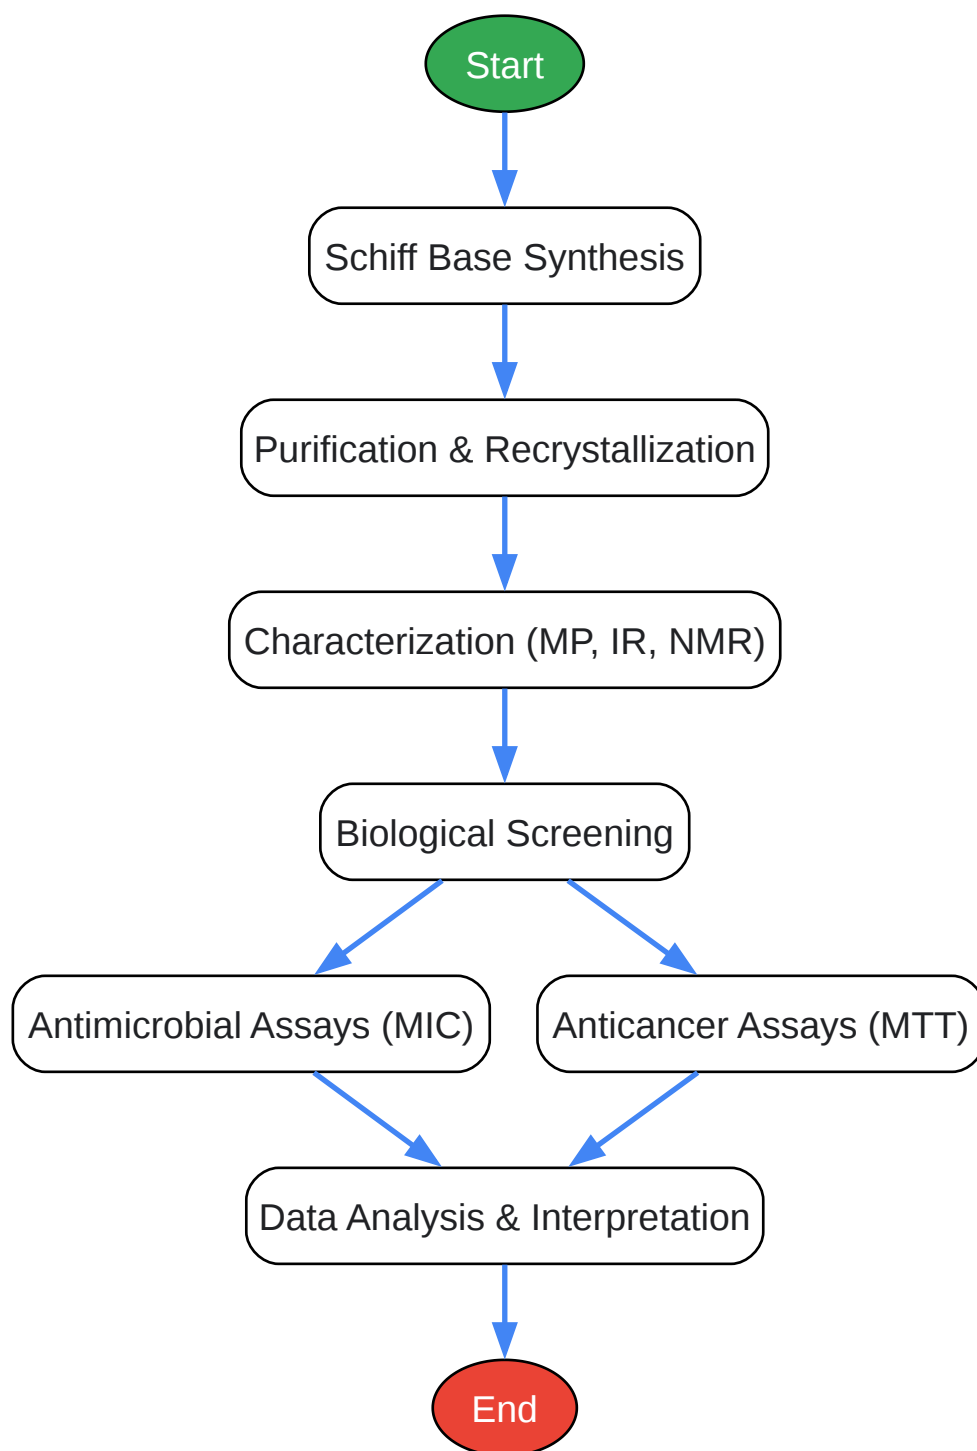 Start
Schiff Base Synthesis
Purification & Recrystallization
Characterization (MP, IR, NMR)
Biological Screening
Antimicrobial Assays (MIC)
Anticancer Assays (MTT)
Data Analysis & Interpretation
End